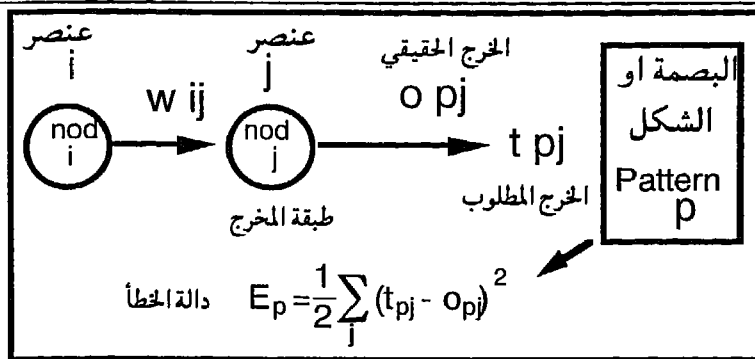 عنصر
i
nod
i
w ij
عنصر
j
nod
j
طبقة المخرج
الخرج الحقيقي
o pj
t pj
الخرج المطلوب
البصمة او
الشكل
Pattern
p
دالة الخطأ
E_p = 1/2 ∑_j (t_pj - o_pj)^2